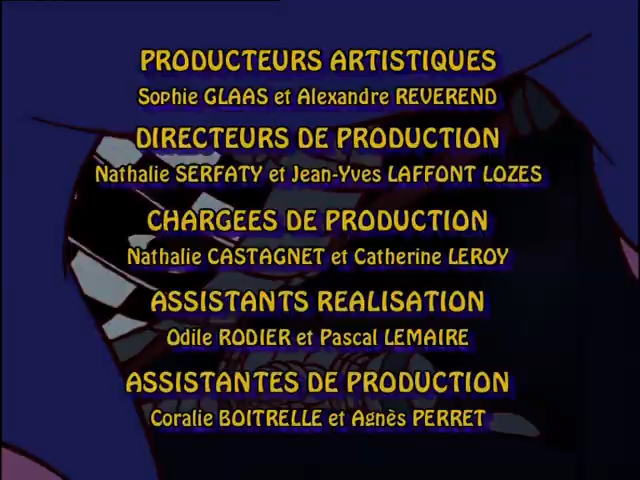 PRODUCTEURS ARTISTIQUES
Sophie GLAAS et Alexandre REVEREND
DIRECTEURS DE PRODUCTION
Nathalie SERFATY et Jean-Yves LAFFONT LOZES
CHARGEES DE PRODUCTION
Nathalie CASTAGNET et Catherine LEROY
ASSISTANTS REALISATION
Odile RODIER et Pascal LEMAIRE
ASSISTANTES DE PRODUCTION
Coralie BOITRELLE et Agnès PERRET